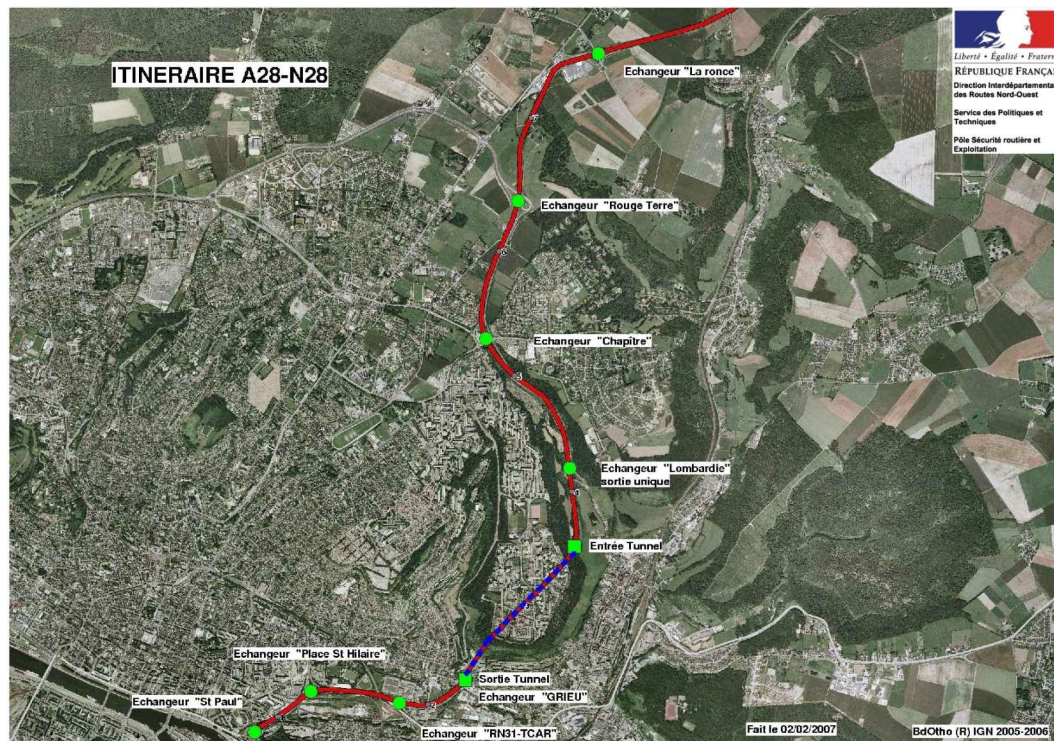 ITINERAIRE A28-N28
Liberté • Égalité • Fratern
RÉPUBLIQUE FRANÇAI
Direction Interdépartementa
des Routes Nord-Ouest
Service des Politiques et
Techniques
Pôle Sécurité routière et
Exploitation
Echangeur "La ronce"
Echangeur "Rouge Terre"
Echangeur "Chapître"
Echangeur "Lombardie"
sortie unique
Entrée Tunnel
Echangeur "Place St Hilaire"
Sortie Tunnel
Echangeur "GRIEU"
Echangeur "St Paul"
Echangeur "RN31-TCAR"
Fait le 02/02/2007
BdOtho (R) IGN 2005-2006